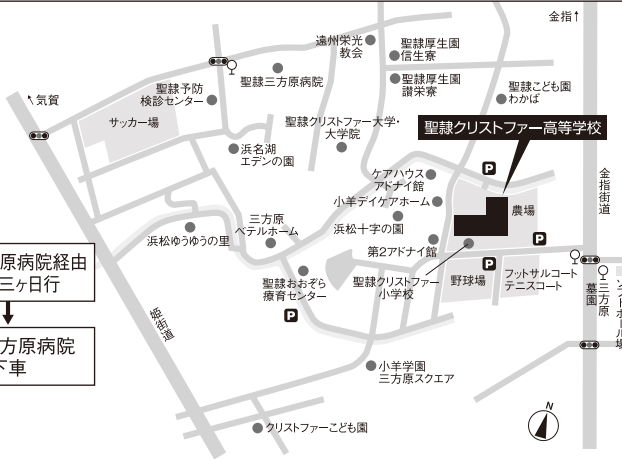 金指↑
遠州栄光
教会
聖隷厚生園
信生寮
聖隷三方原病院
聖隷厚生園
讃栄寮
聖隷こども園
わかば
↖気賀
聖隷予防
検診センター
サッカー場
聖隷クリストファー大学・
大学院
聖隷クリストファー高等学校
浜名湖
エデンの園
P
ケアハウス
アドナイ館
金指街道
小羊デイケアホーム
農場
三方原
ベテルホーム
浜松十字の園
浜松ゆうゆうの里
第2アドナイ館
P
原病院経由
三ヶ日行
聖隷おおぞら
療育センター
聖隷クリストファー
小学校
P
野球場
フットサルコート
テニスコート
三方原
墓園
姫街道
P
方原病院
下車
小羊学園
三方原スクエア
クリストファーこども園
N